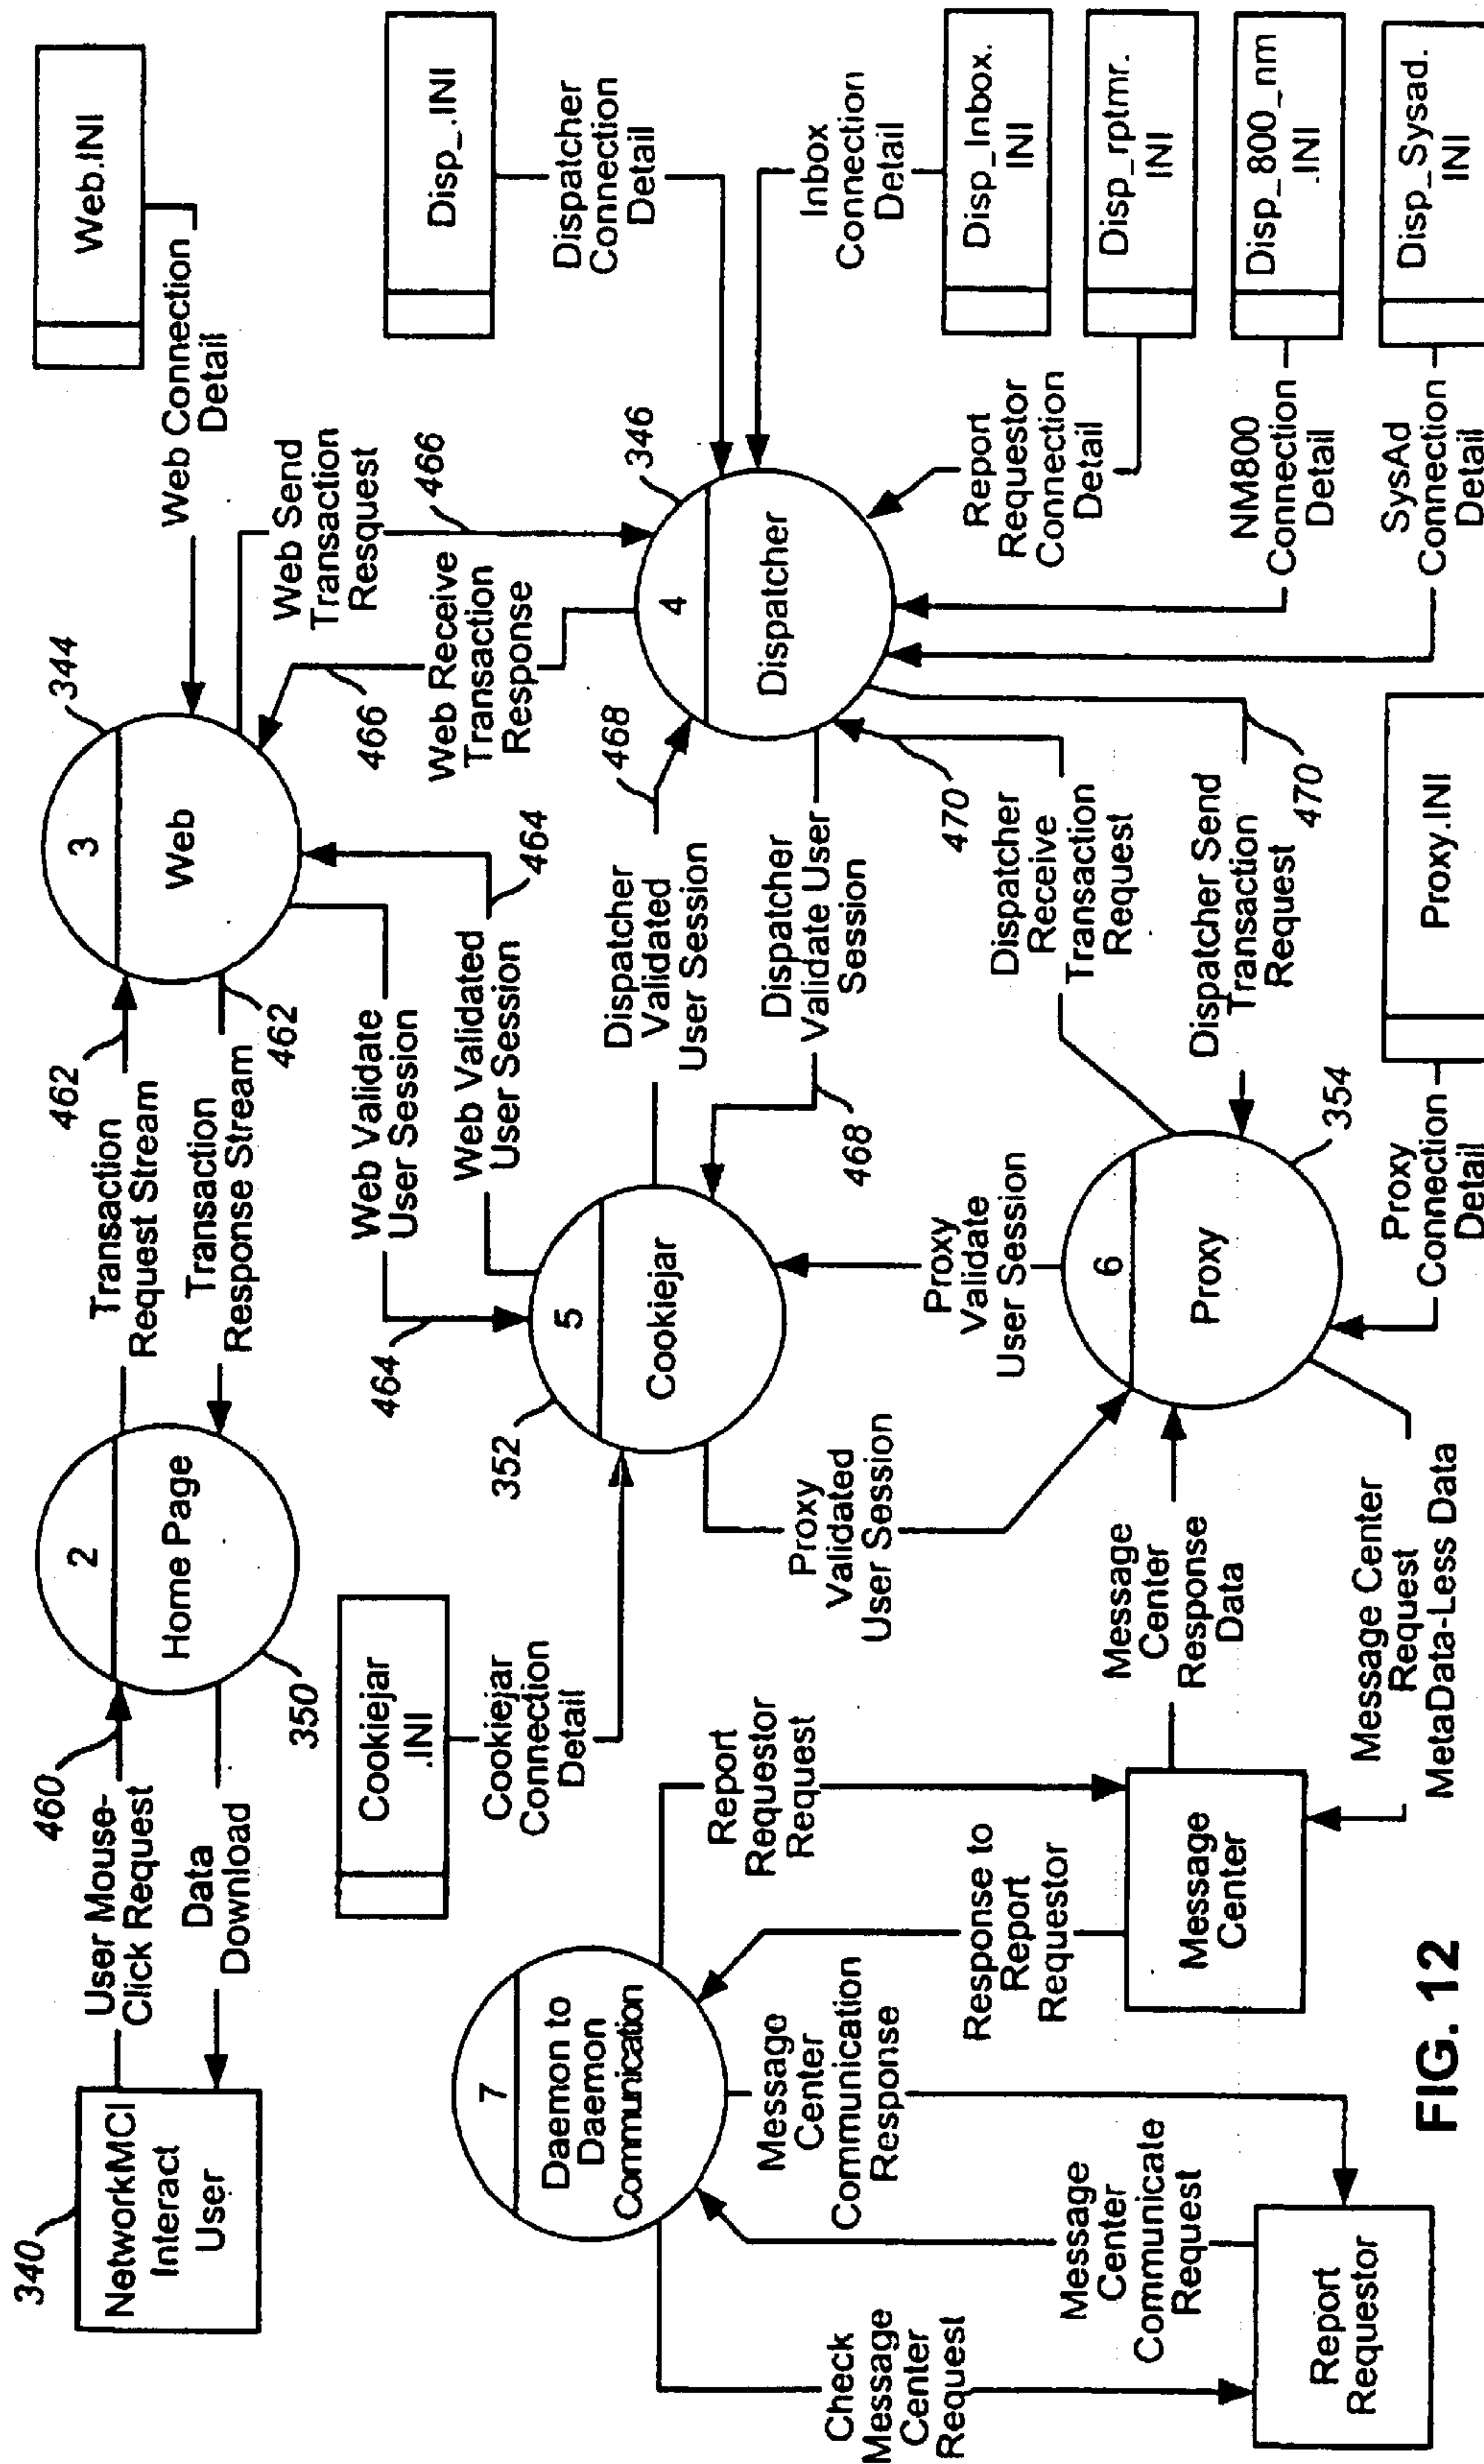 340
NetworkMCI
Interact
User
User Mouse-
Click Request
460
Data
Download
2
Home Page
350
Transaction
Request Stream
462
Transaction
Response Stream
462
3
Web
344
Web Connection
Detail
Web.INI
Web Validate
User Session
464
Web Validated
User Session
464
Web Send
Transaction
Resquest
466
Web Receive
Transaction
Response
466
Cookiejar
.INI
Cookiejar
Connection
Detail
352
5
Cookiejar
Dispatcher
Validated
User Session
468
Dispatcher
Validate User
Session
468
4
Dispatcher
346
Disp_.INI
Dispatcher
Connection
Detail
Inbox
Connection
Detail
Disp_Inbox.
INI
Report
Requestor
Connection
Detail
Disp_rptmr.
INI
NM800
Connection
Detail
Disp_800_nm
.INI
SysAd
Connection
Detail
Disp_Sysad.
INI
7
Daemon to
Daemon
Communication
Report
Requestor
Request
Response to
Report
Requestor
Message
Center
Communication
Response
Message
Center
Communicate
Request
Check
Message
Center
Request
Report
Requestor
Message
Center
Message
Center
Response
Data
Message Center
Request
MetaData-Less Data
Proxy
Validated
User Session
Proxy
Validate
User Session
6
Proxy
354
Dispatcher
Receive
Transaction
Request
470
Dispatcher Send
Transaction
Request
470
Proxy
Connection
Detail
Proxy.INI
FIG. 12